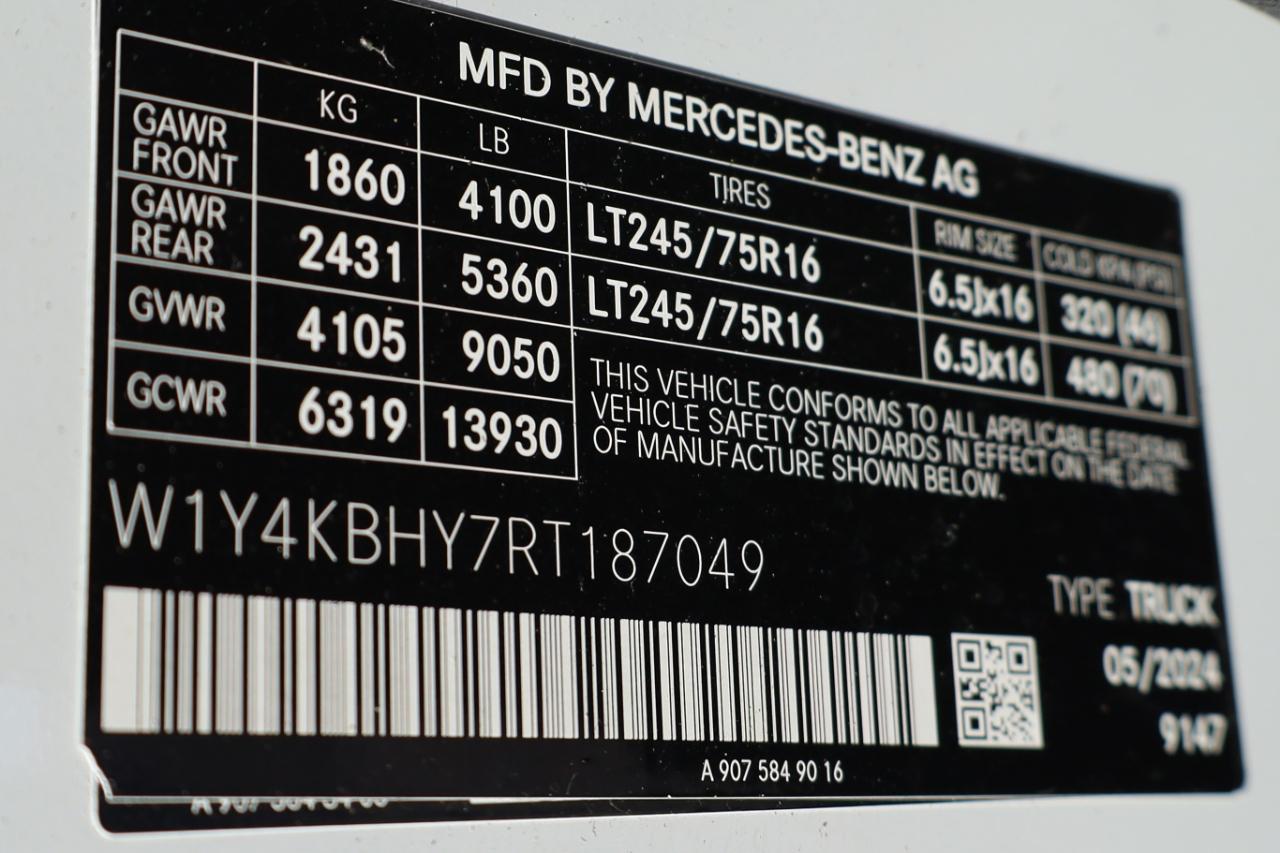 MFD BY MERCEDES-BENZ AG
KG LB TIRES RIM SIZE COLD KPA (PSI)
GAWR FRONT 1860 4100 LT245/75R16 6.5Jx16 320 (46)
GAWR REAR 2431 5360 LT245/75R16 6.5Jx16 480 (70)
GVWR 4105 9050
GCWR 6319 13930
THIS VEHICLE CONFORMS TO ALL APPLICABLE FEDERAL
VEHICLE SAFETY STANDARDS IN EFFECT ON THE DATE
OF MANUFACTURE SHOWN BELOW.
W1Y4KBHY7RT187049
TYPE TRUCK
05/2024
9147
A 907 584 90 16